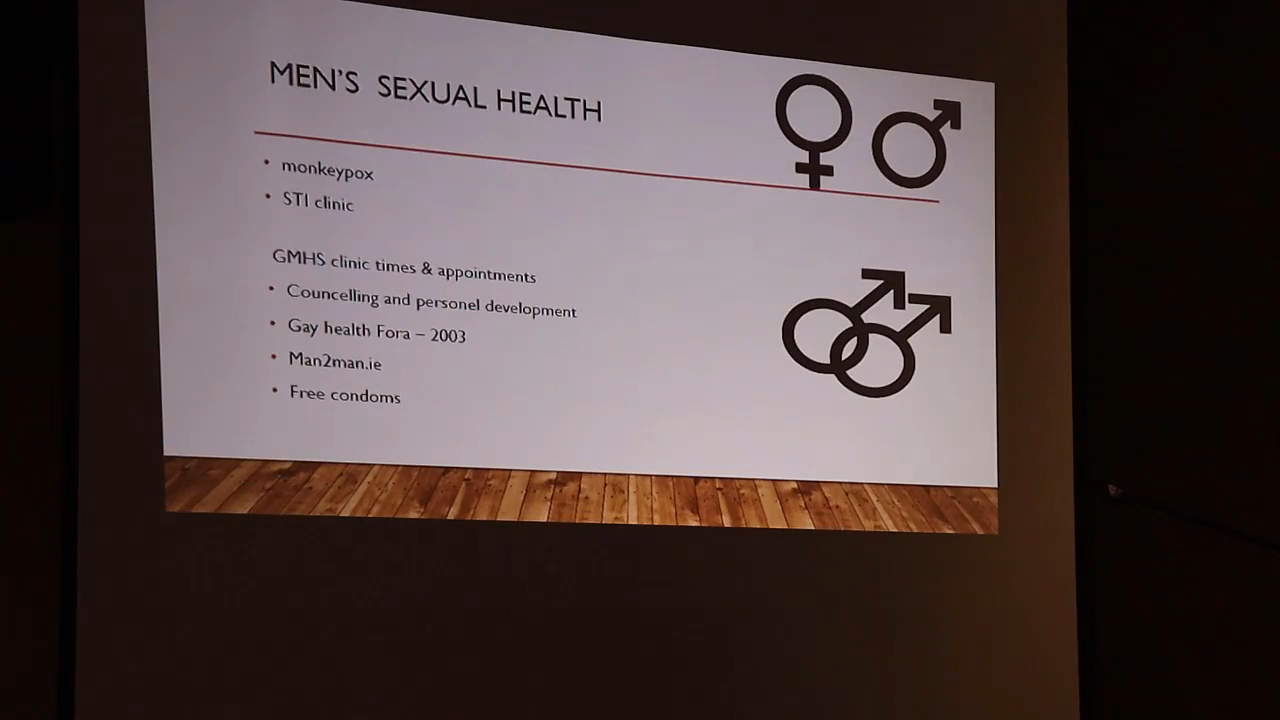 MEN'S SEXUAL HEALTH
• monkeypox
• STI clinic
GMHS clinic times & appointments
• Councelling and personel development
• Gay health Fora – 2003
• Man2man.ie
• Free condoms